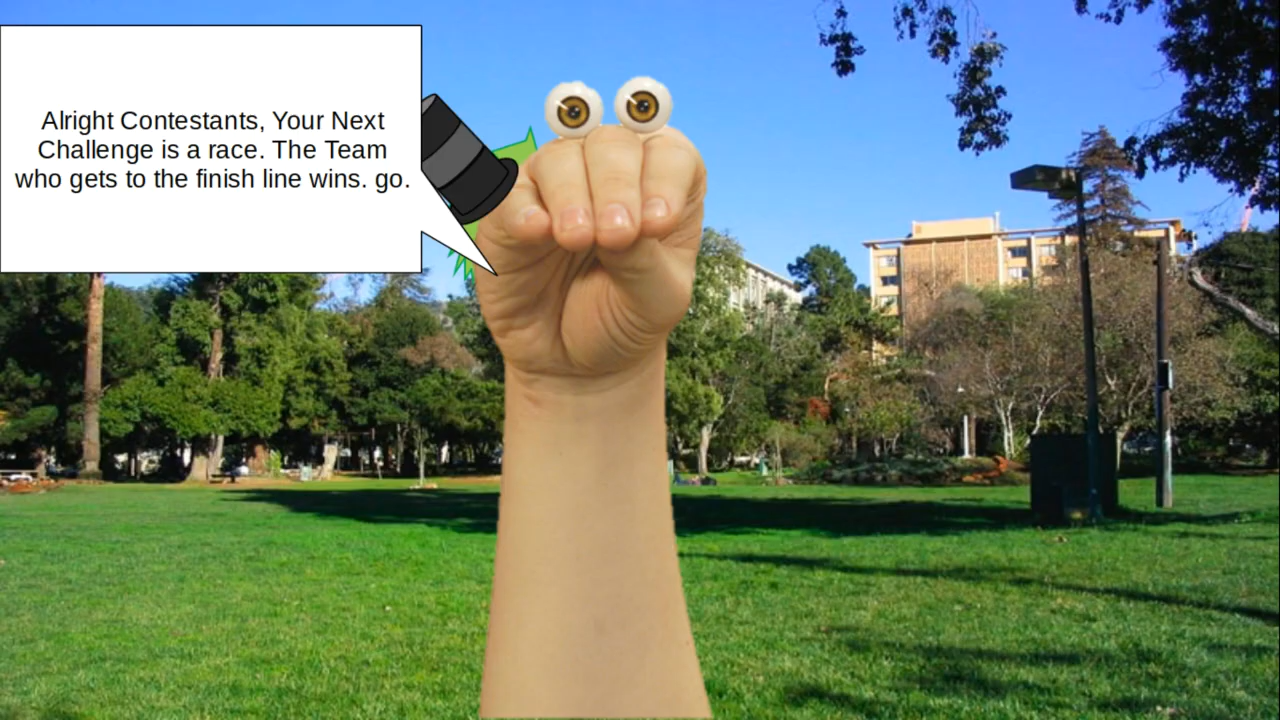 Alright Contestants, Your Next
Challenge is a race. The Team
who gets to the finish line wins. go.